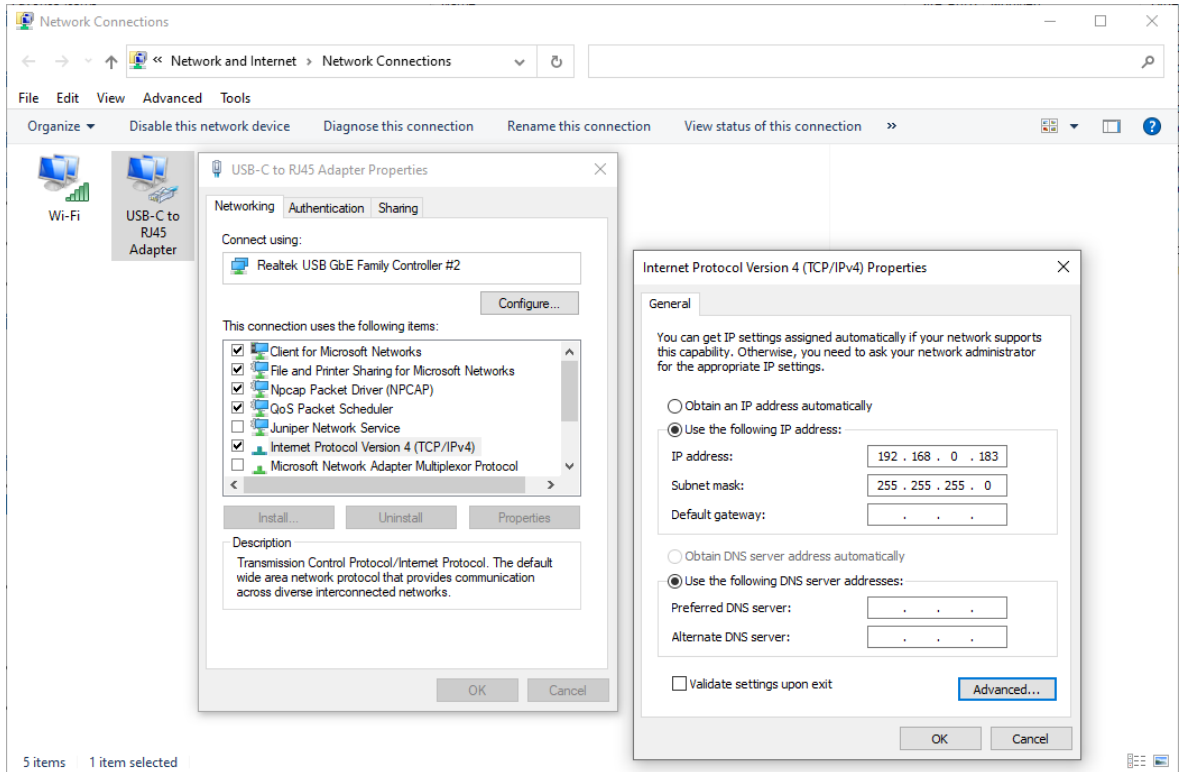 Network Connections
« Network and Internet › Network Connections
File Edit View Advanced Tools
Organize Disable this network device Diagnose this connection Rename this connection View status of this connection »
Wi-Fi
USB-C to
RJ45
Adapter
USB-C to RJ45 Adapter Properties
Networking Authentication Sharing
Connect using:
Realtek USB GbE Family Controller #2
Configure...
This connection uses the following items:
Client for Microsoft Networks
File and Printer Sharing for Microsoft Networks
Npcap Packet Driver (NPCAP)
QoS Packet Scheduler
Juniper Network Service
Internet Protocol Version 4 (TCP/IPv4)
Microsoft Network Adapter Multiplexor Protocol
Install... Uninstall Properties
Description
Transmission Control Protocol/Internet Protocol. The default
wide area network protocol that provides communication
across diverse interconnected networks.
OK Cancel
Internet Protocol Version 4 (TCP/IPv4) Properties
General
You can get IP settings assigned automatically if your network supports
this capability. Otherwise, you need to ask your network administrator
for the appropriate IP settings.
Obtain an IP address automatically
Use the following IP address:
IP address: 192 . 168 . 0 . 183
Subnet mask: 255 . 255 . 255 . 0
Default gateway: . . .
Obtain DNS server address automatically
Use the following DNS server addresses:
Preferred DNS server: . . .
Alternate DNS server: . . .
Validate settings upon exit
Advanced...
OK Cancel
5 items 1 item selected